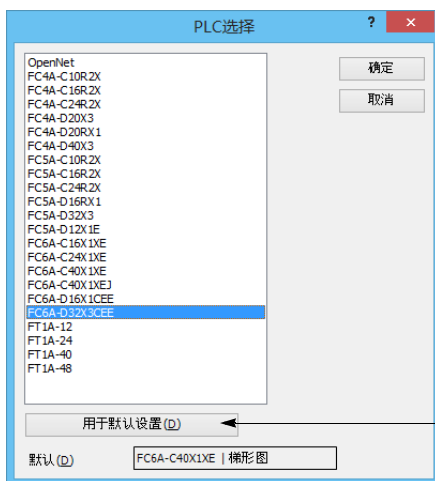 PLC选择
?
×
OpenNet
FC4A-C10R2X
FC4A-C16R2X
FC4A-C24R2X
FC4A-D20X3
FC4A-D20RX1
FC4A-D40X3
FC5A-C10R2X
FC5A-C16R2X
FC5A-C24R2X
FC5A-D16RX1
FC5A-D32X3
FC5A-D12X1E
FC6A-C16X1XE
FC6A-C24X1XE
FC6A-C40X1XE
FC6A-C40X1XEJ
FC6A-D16X1CEE
FC6A-D32X3CEE
FT1A-12
FT1A-24
FT1A-40
FT1A-48
确定
取消
用于默认设置(D)
默认(D)
FC6A-C40X1XE | 梯形图